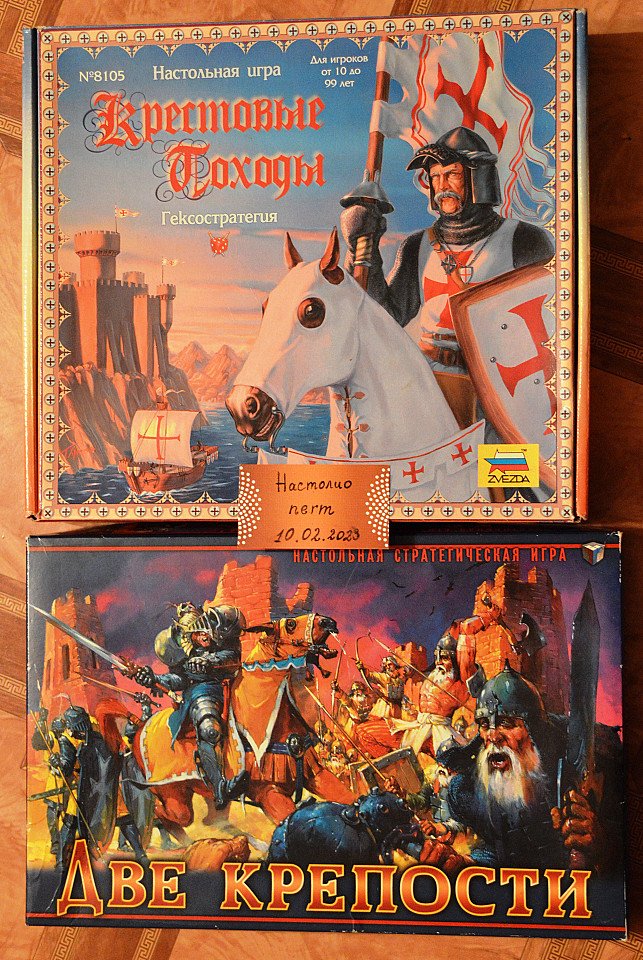 №8105
Настольная игра
Для игроков
от 10 до
99 лет
Крестовые
Походы
Гексостратегия
ZVEZDA
Настолио
пвгт
10.02.2023
НАСТОЛЬНАЯ СТРАТЕГИЧЕСКАЯ ИГРА
ДВЕ КРЕПОСТИ